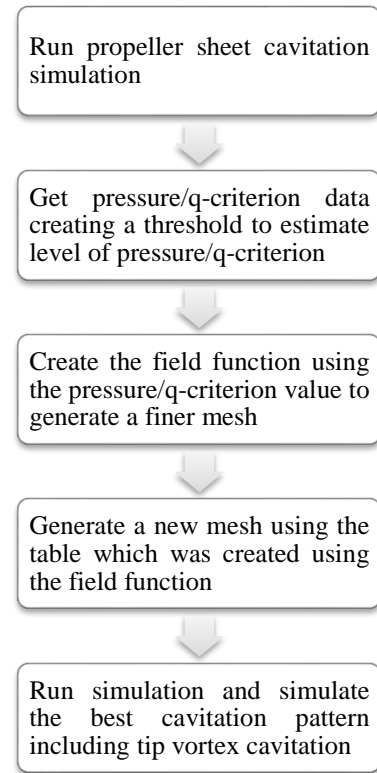 Run propeller sheet cavitation
simulation
Get pressure/q-criterion data
creating a threshold to estimate
level of pressure/q-criterion
Create the field function using
the pressure/q-criterion value to
generate a finer mesh
Generate a new mesh using the
table which was created using
the field function
Run simulation and simulate
the best cavitation pattern
including tip vortex cavitation